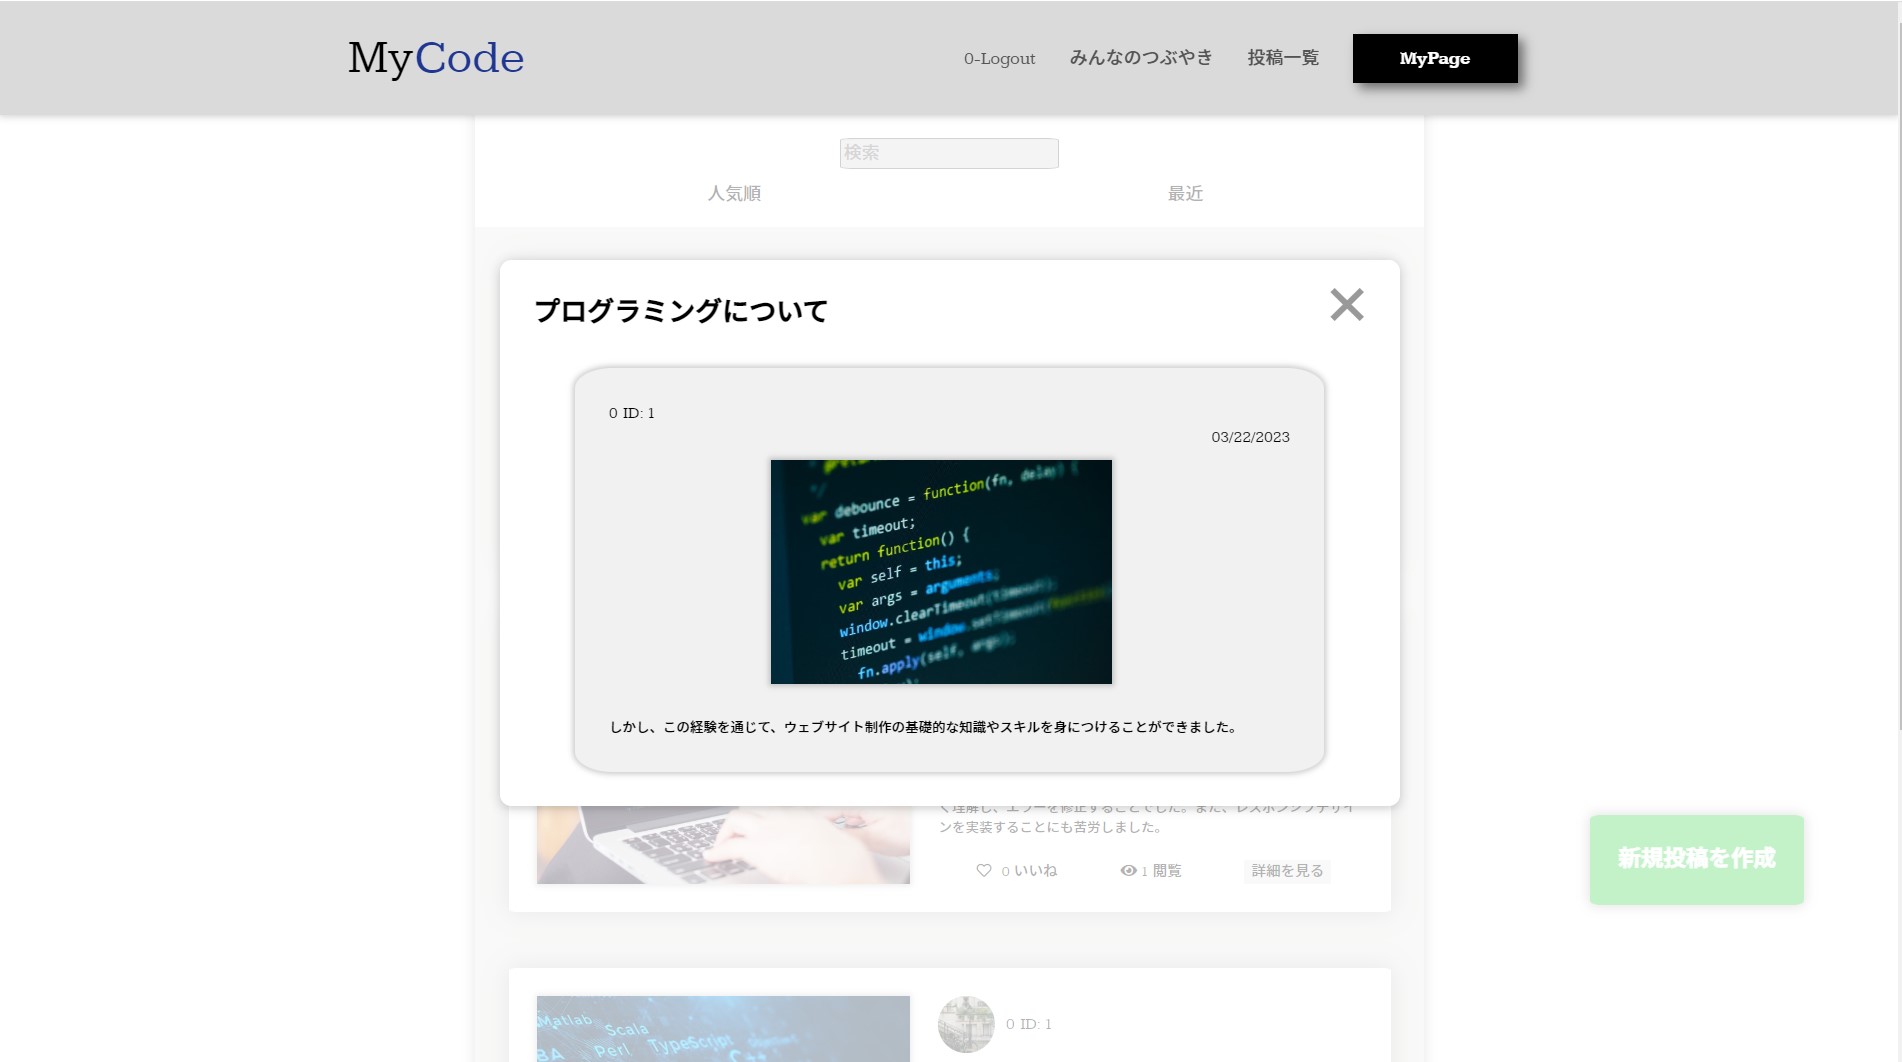 MyCode
0-Logout
みんなのつぶやき
投稿一覧
MyPage
検索
人気順
最近
プログラミングについて
0 ID: 1
03/22/2023
var debounce = function(fn, delay) {
var timeout;
return function() {
var self = this;
var args = arguments;
window.clearTimeout(timeout);
timeout = window.setTimeout(function
fn.apply(self, args);
しかし、この経験を通じて、ウェブサイト制作の基礎的な知識やスキルを身につけることができました。
く理解し、エラーを修正することでした。また、レスポンシブデザイ
ンを実装することにも苦労しました。
0 いいね
1 閲覧
詳細を見る
新規投稿を作成
Matlab
Scala
BA
Perl
TypeScript
C++
0 ID: 1